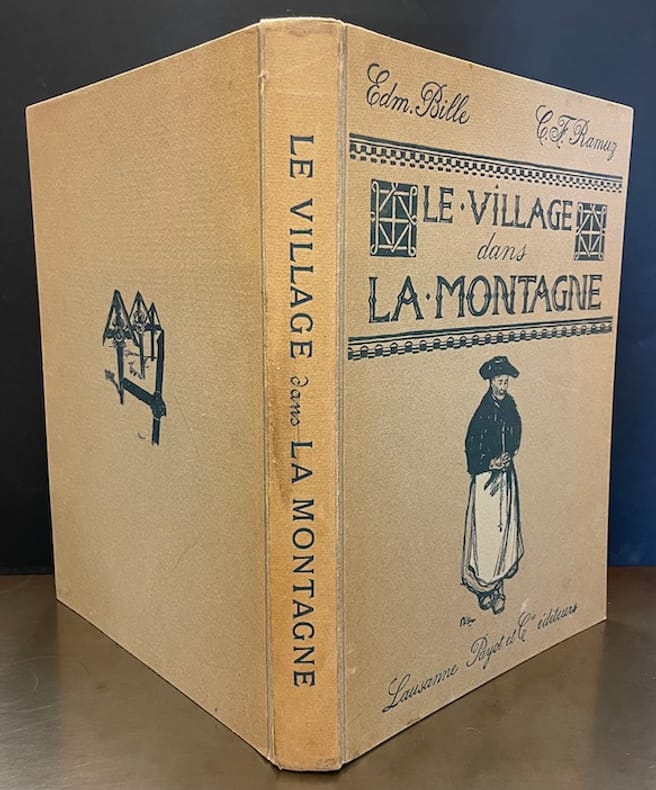 LE VILLAGE dans LA MONTAGNE
Edm. Bille
C. F. Ramuz
LE·VILLAGE
dans
LA·MONTAGNE
Lausanne Payot et Cie éditeurs